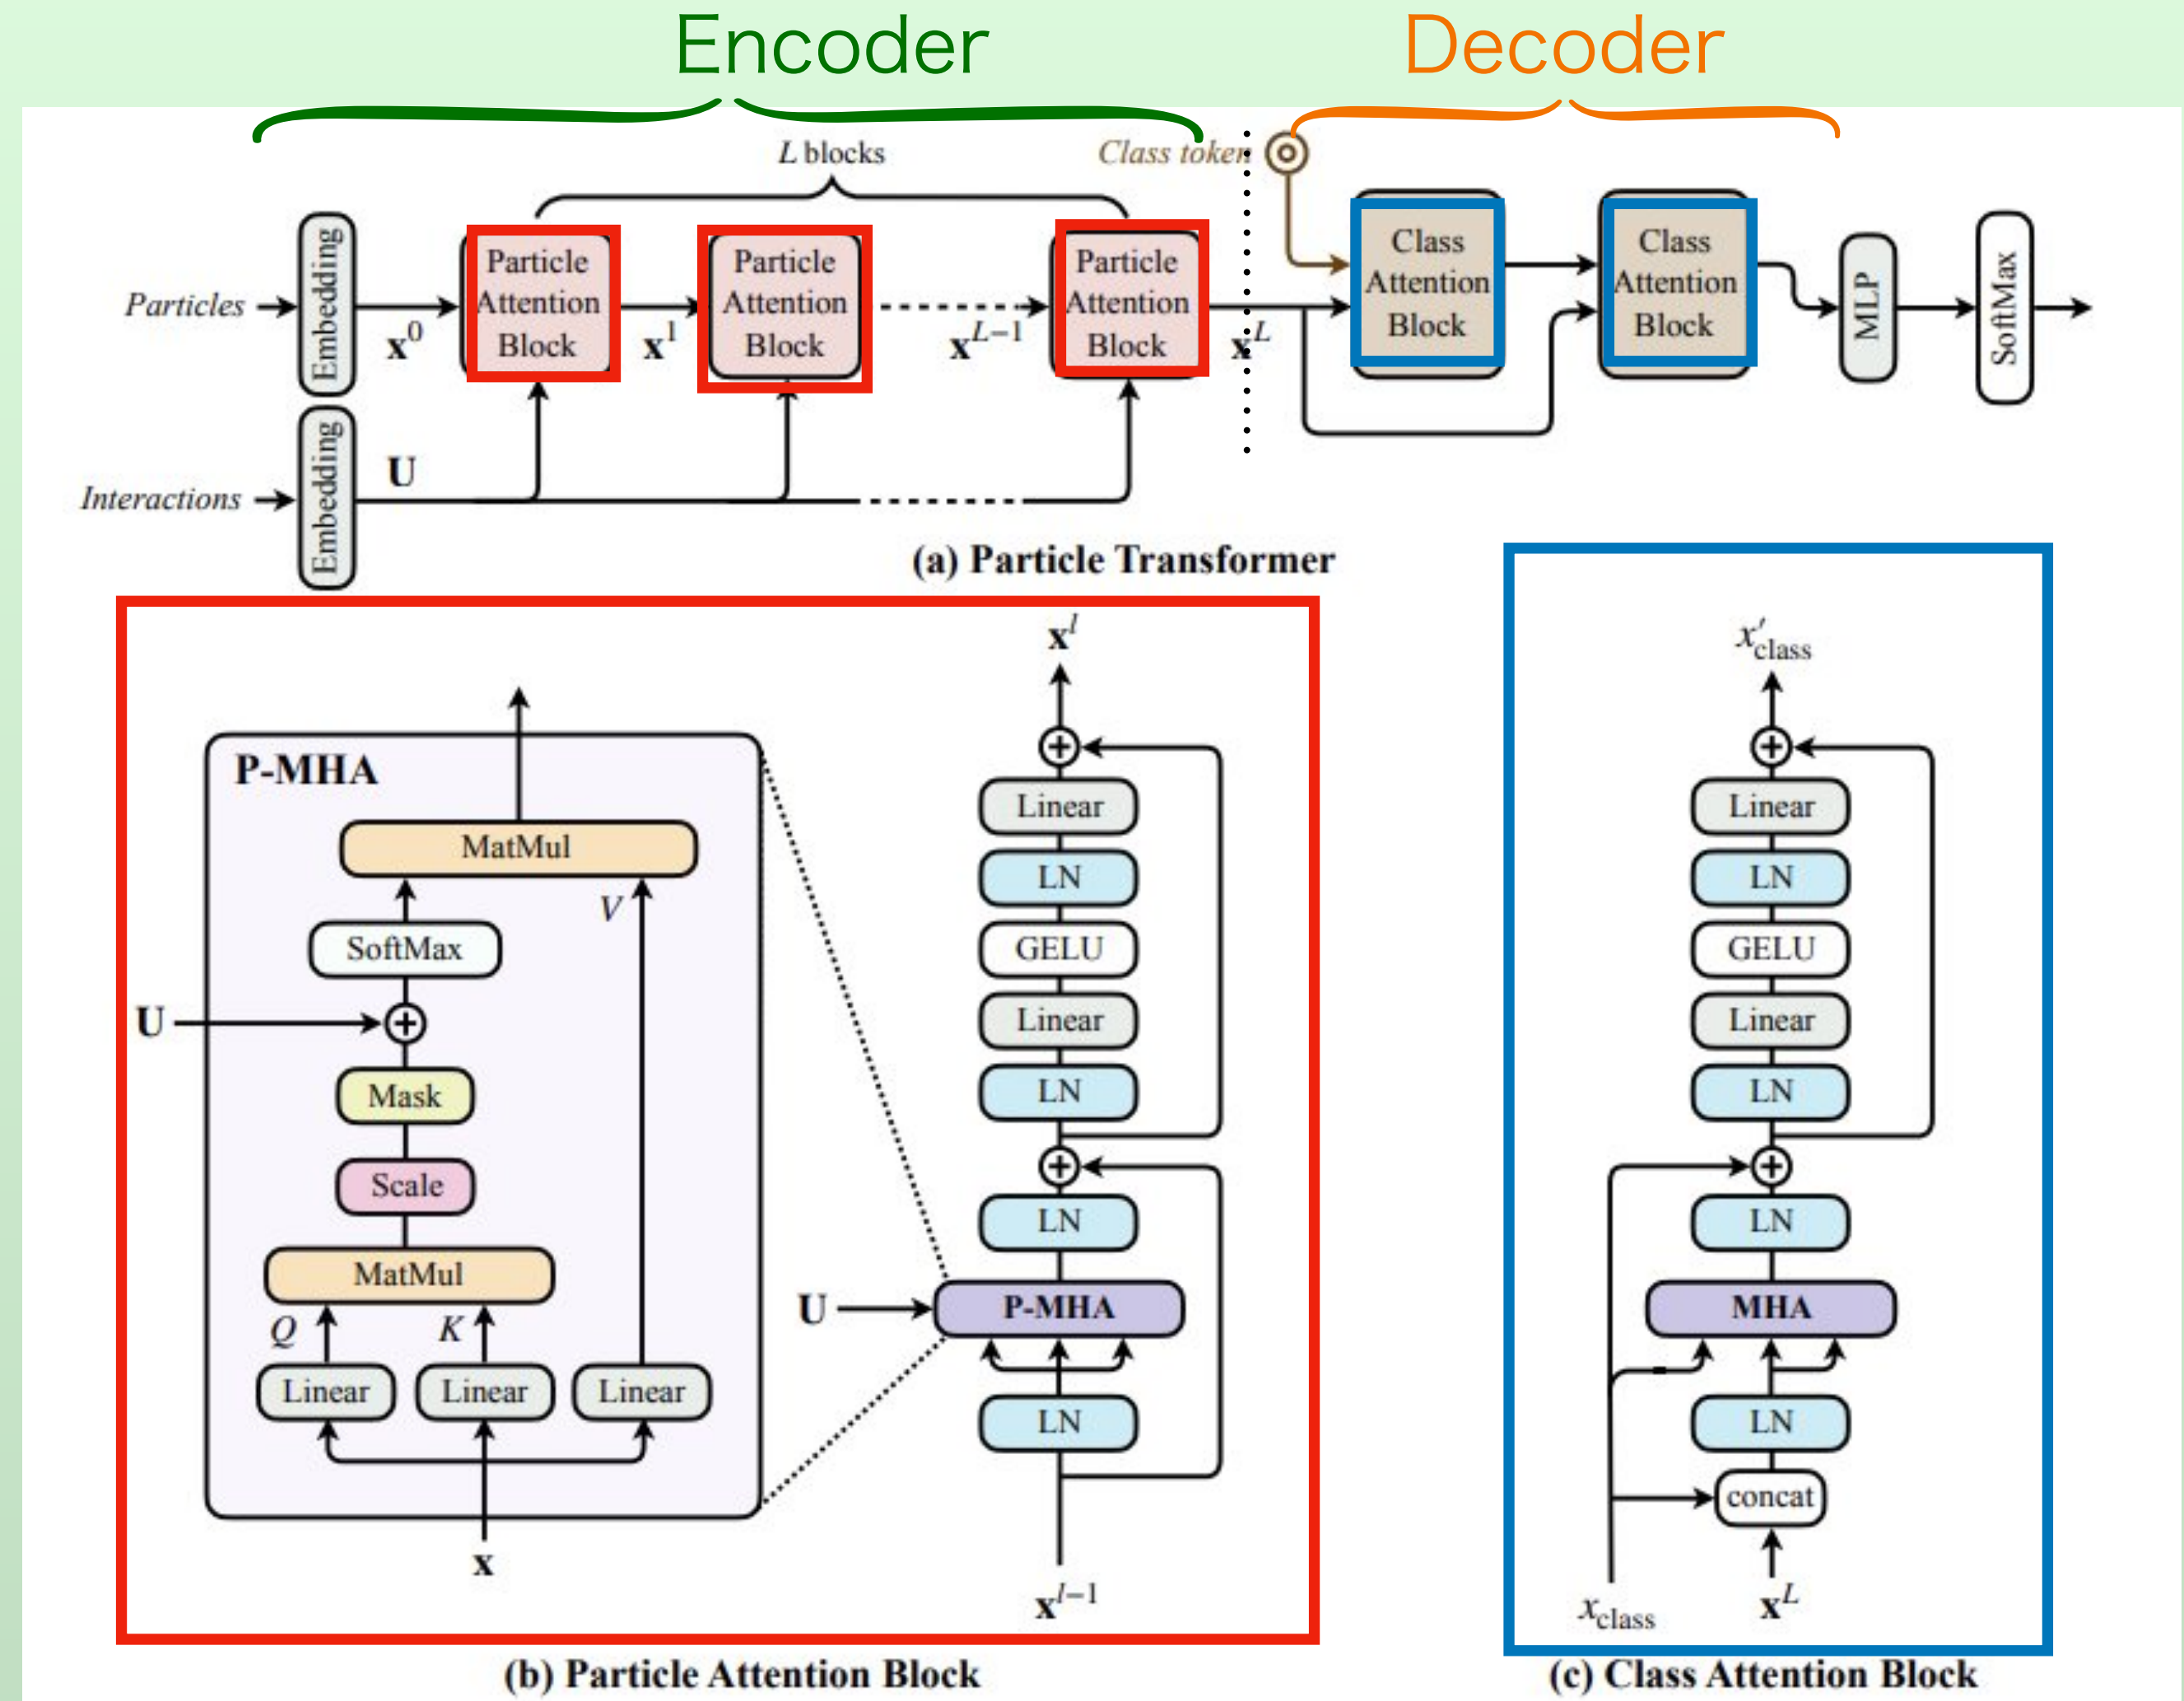 Encoder
Decoder
L blocks
Class token
Particles
Embedding
x⁰
Particle
Attention
Block
x¹
Particle
Attention
Block
xᴸ⁻¹
Particle
Attention
Block
xᴸ
Class
Attention
Block
Class
Attention
Block
MLP
SoftMax
Interactions
Embedding
U
(a) Particle Transformer
P-MHA
MatMul
V
SoftMax
U
Mask
Scale
MatMul
Q
K
Linear
Linear
Linear
x
xˡ
Linear
LN
GELU
Linear
LN
LN
U
P-MHA
LN
xˡ⁻¹
(b) Particle Attention Block
x′class
Linear
LN
GELU
Linear
LN
LN
MHA
LN
concat
xclass
xᴸ
(c) Class Attention Block